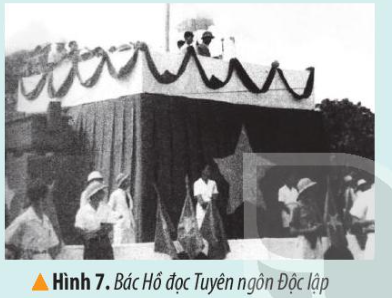 ▲ Hình 7. Bác Hồ đọc Tuyên ngôn Độc lập